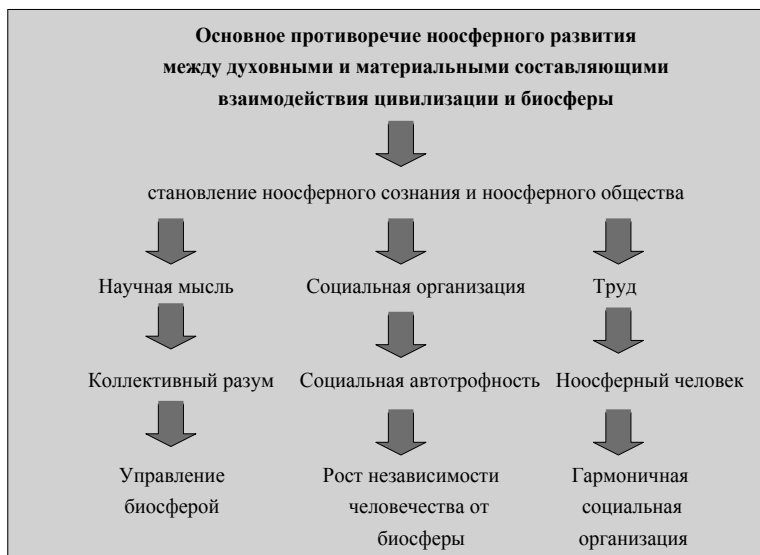 Основное противоречие ноосферного развития
между духовными и материальными составляющими
взаимодействия цивилизации и биосферы
становление ноосферного сознания и ноосферного общества
Научная мысль
Социальная организация
Труд
Коллективный разум
Социальная автотрофность
Ноосферный человек
Управление
биосферой
Рост независимости
человечества от
биосферы
Гармоничная
социальная
организация